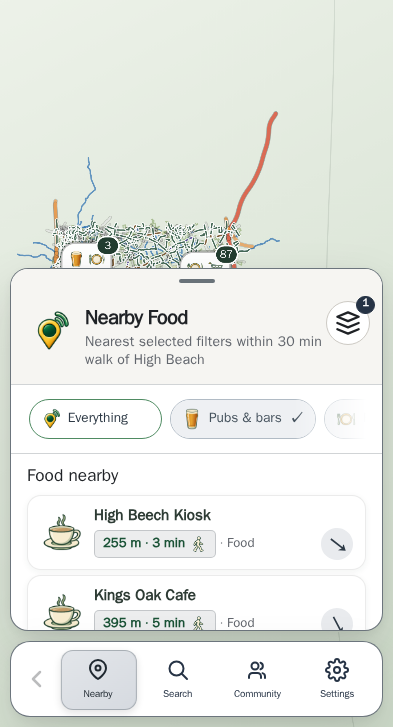 3
87
1
Nearby Food
Nearest selected filters within 30 min
walk of High Beach
Everything
Pubs & bars ✓
Food nearby
High Beech Kiosk
255 m · 3 min · Food
Kings Oak Cafe
395 m · 5 min · Food
Nearby
Search
Community
Settings